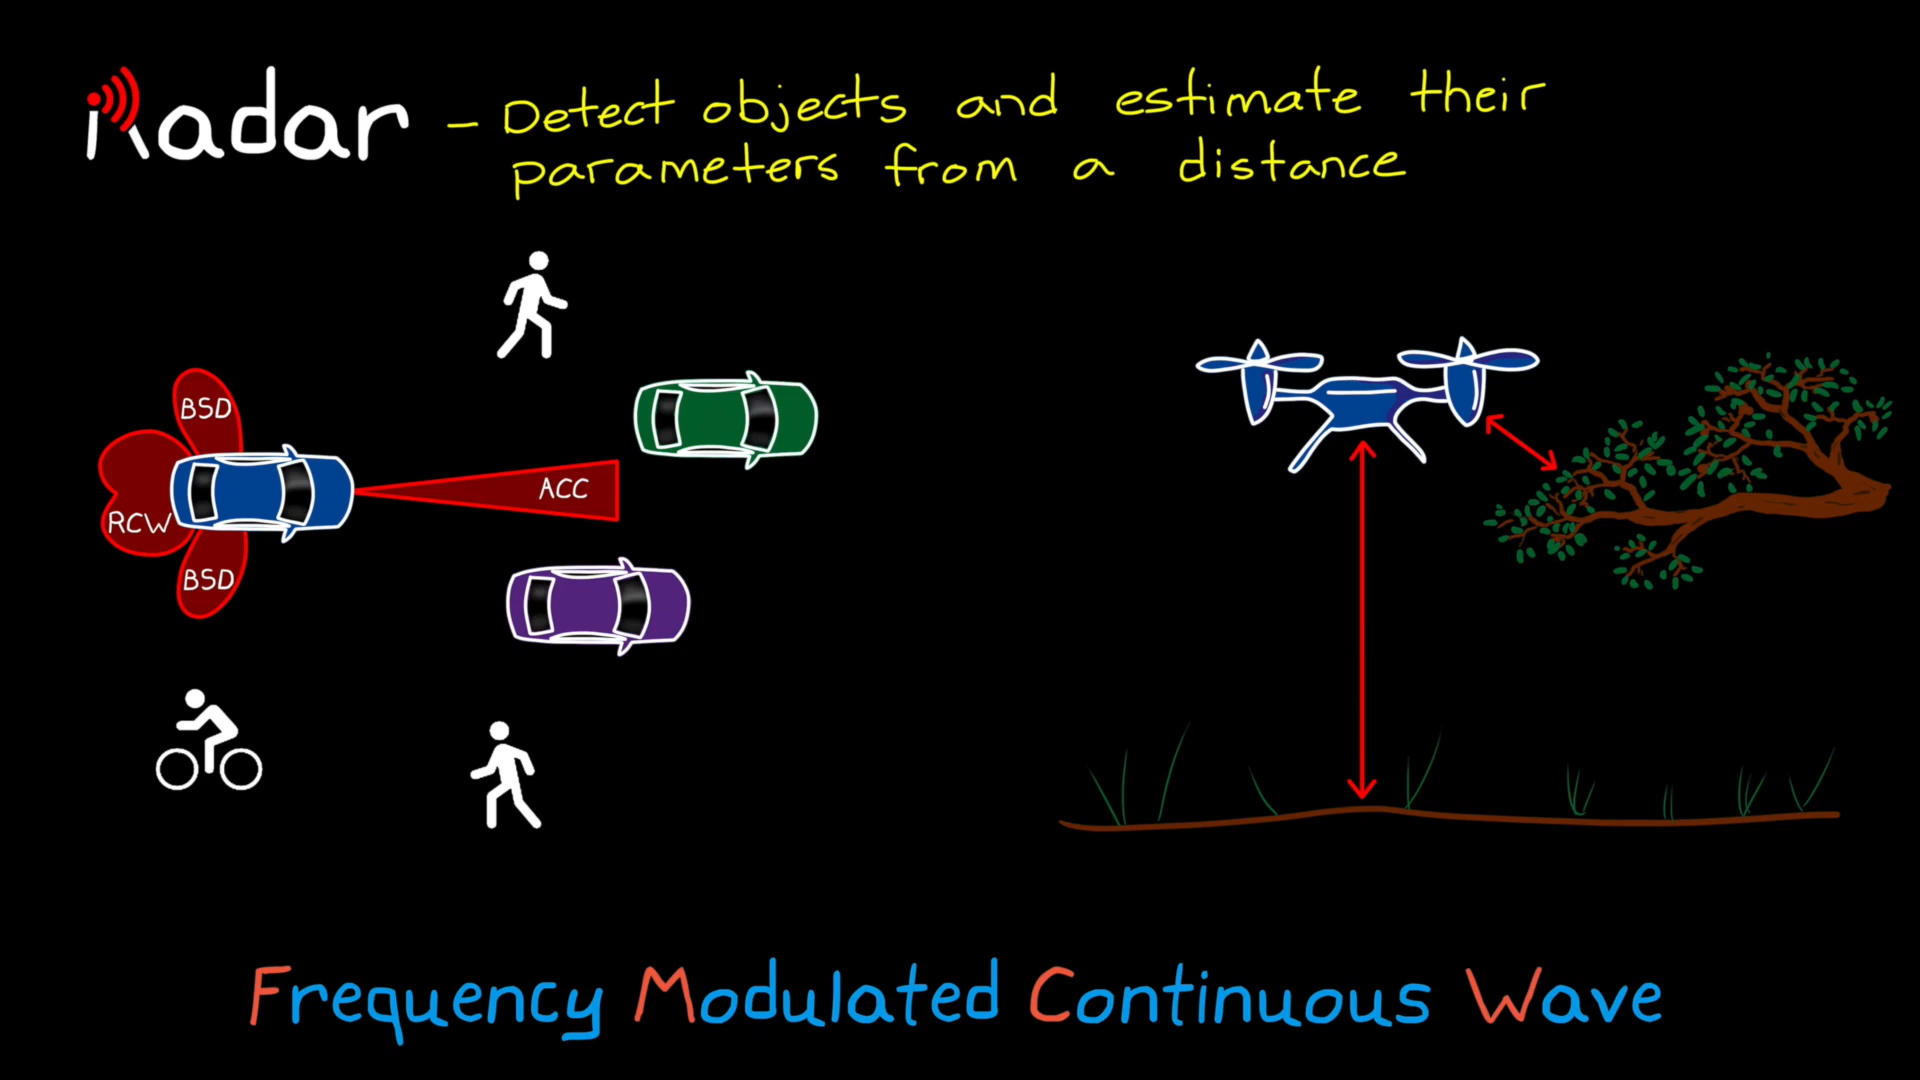 Radar - Detect objects and estimate their
parameters from a distance
BSD
ACC
RCW
BSD
Frequency Modulated Continuous Wave